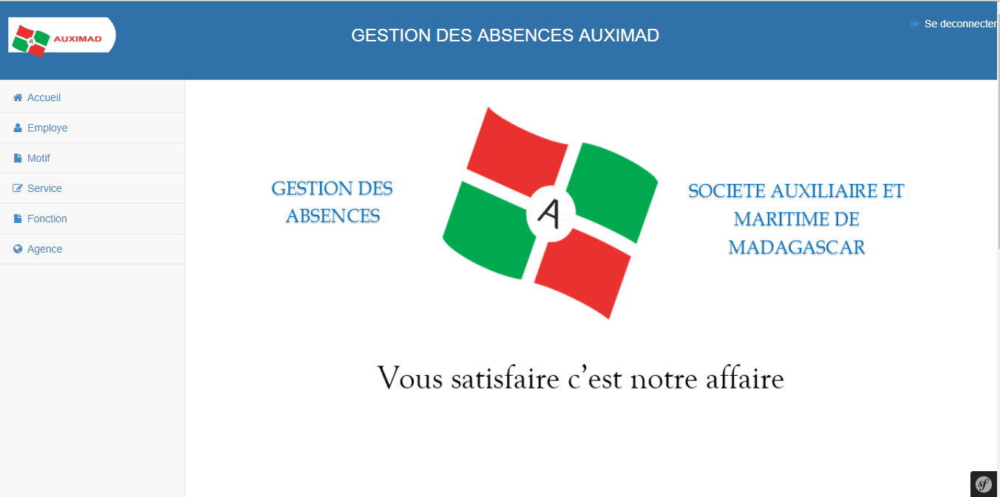 A AUXIMAD
GESTION DES ABSENCES AUXIMAD
Se deconnecter
Accueil
Employe
Motif
Service
Fonction
Agence
GESTION DES
ABSENCES
A
SOCIETE AUXILIAIRE ET
MARITIME DE
MADAGASCAR
Vous satisfaire c’est notre affaire
sf